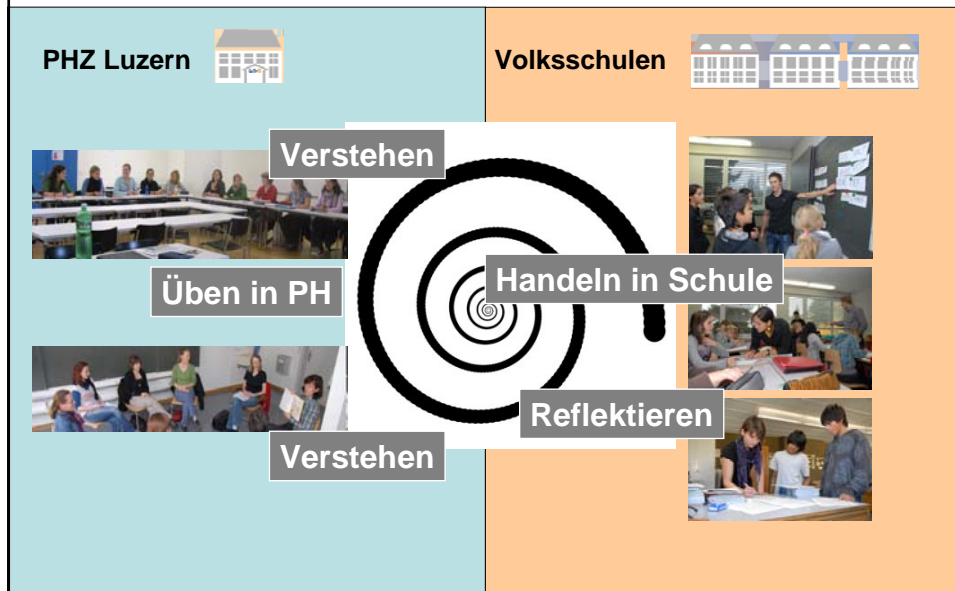 PHZ Luzern
Volksschulen
Verstehen
Üben in PH
Handeln in Schule
Reflektieren
Verstehen